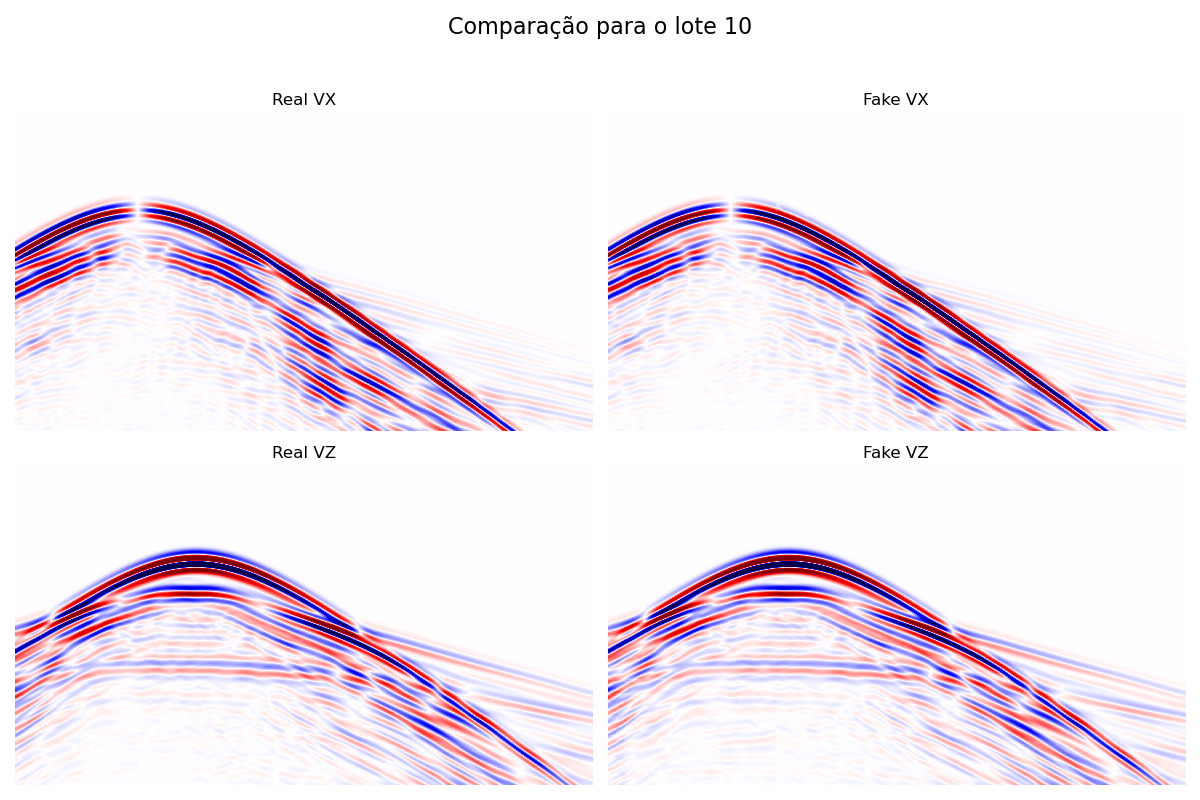 Comparação para o lote 10
Real VX
Fake VX
Real VZ
Fake VZ